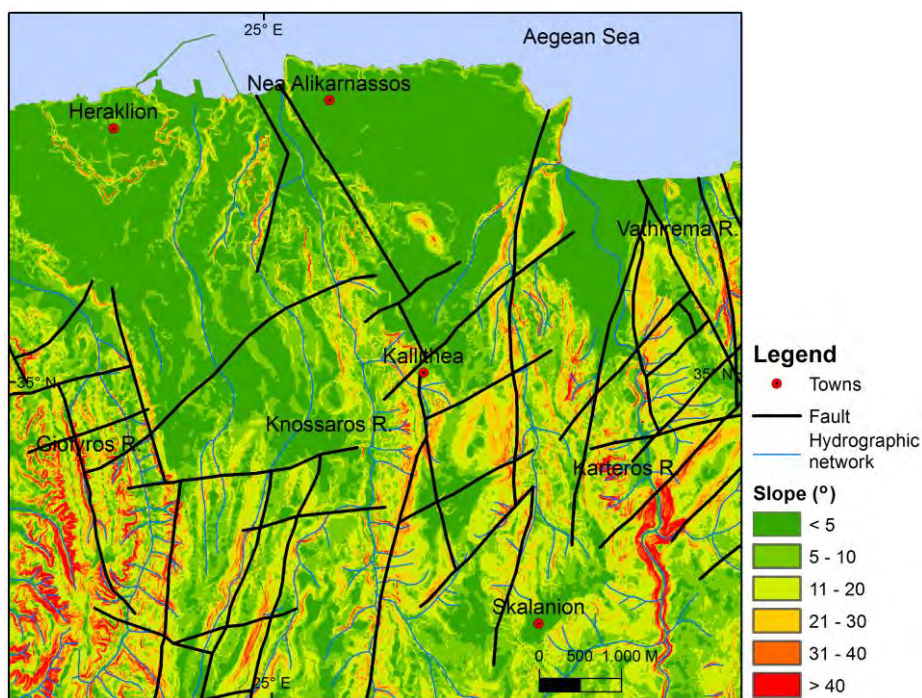 25° E
Aegean Sea
Nea Alikarnassos
Heraklion
Vathirema R.
Kallithea
35° N
35° N
Giofyros R.
Knossaros R.
Karteros R.
Skalanion
0 500 1.000 M
25° E
Legend
Towns
Fault
Hydrographic
network
Slope (º)
< 5
5 - 10
11 - 20
21 - 30
31 - 40
> 40